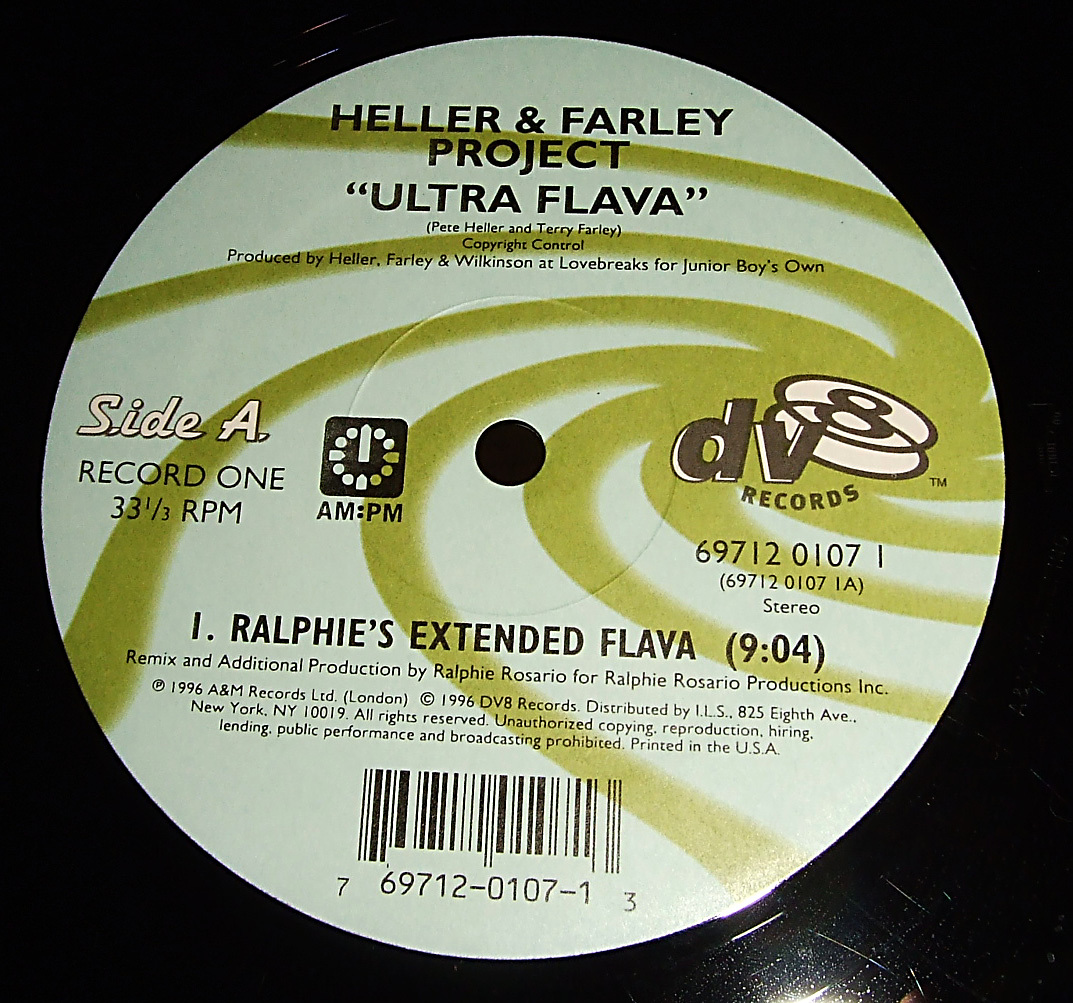 HELLER & FARLEY
PROJECT
“ULTRA FLAVA”
(Pete Heller and Terry Farley)
Copyright Control
Produced by Heller, Farley & Wilkinson at Lovebreaks for Junior Boy's Own
Side A.
RECORD ONE
33 1/3 RPM
AM:PM
dv8
RECORDS
TM
69712 0107 1
(69712 0107 1A)
Stereo
1. RALPHIE'S EXTENDED FLAVA (9:04)
Remix and Additional Production by Ralphie Rosario for Ralphie Rosario Productions Inc.
℗ 1996 A&M Records Ltd. (London) © 1996 DV8 Records. Distributed by I.L.S., 825 Eighth Ave.,
New York, NY 10019. All rights reserved. Unauthorized copying, reproduction, hiring,
lending, public performance and broadcasting prohibited. Printed in the U.S.A.
7 69712-0107-1 3